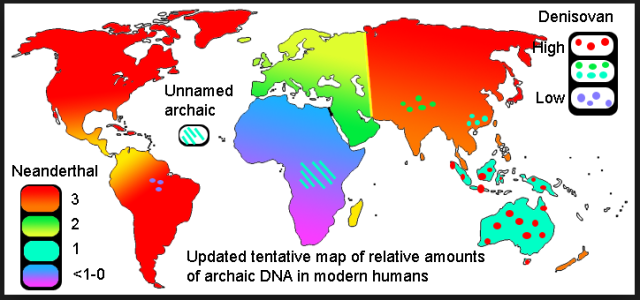 Denisovan
High
Low
Unnamed
archaic
Neanderthal
3
2
1
<1-0
Updated tentative map of relative amounts
of archaic DNA in modern humans